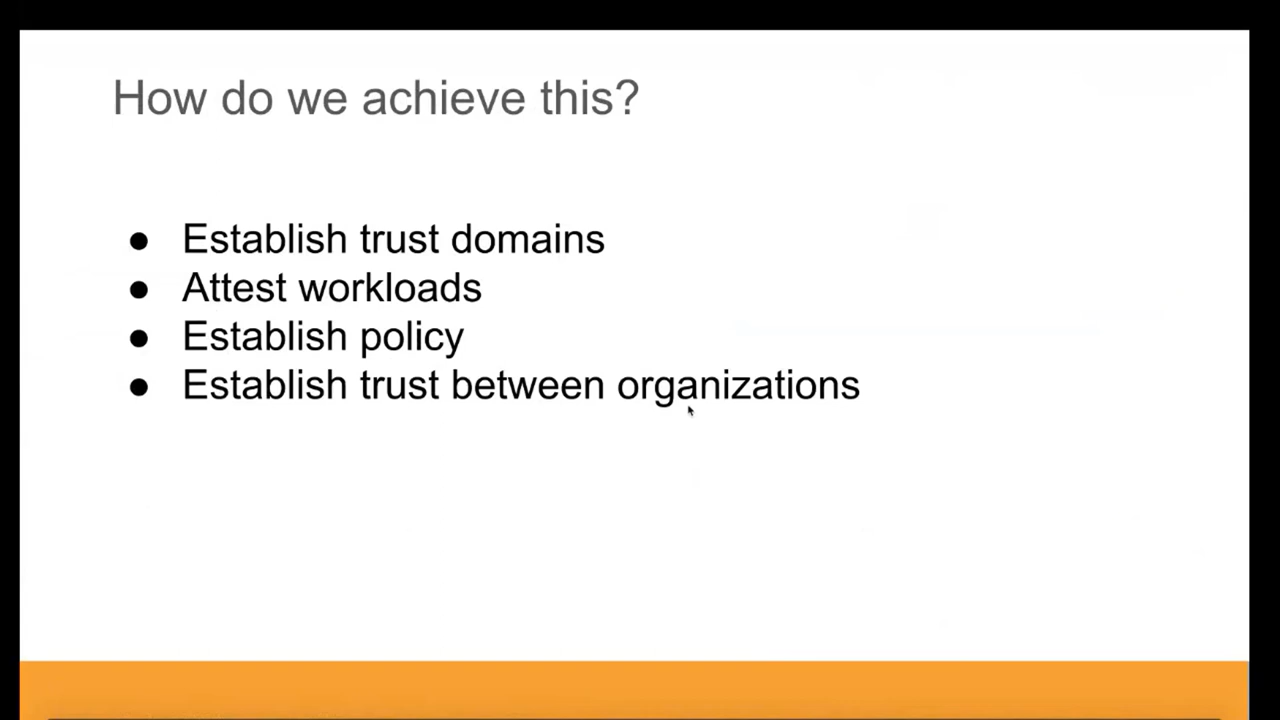 How do we achieve this?
● Establish trust domains
● Attest workloads
● Establish policy
● Establish trust between organizations